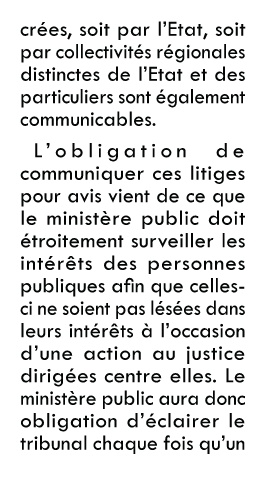 crées, soit par l'Etat, soit
par collectivités régionales
distinctes de l'Etat et des
particuliers sont également
communicables.
L'obligation de
communiquer ces litiges
pour avis vient de ce que
le ministère public doit
étroitement surveiller les
intérêts des personnes
publiques afin que celles-
ci ne soient pas lésées dans
leurs intérêts à l'occasion
d'une action au justice
dirigées centre elles. Le
ministère public aura donc
obligation d'éclairer le
tribunal chaque fois qu'un